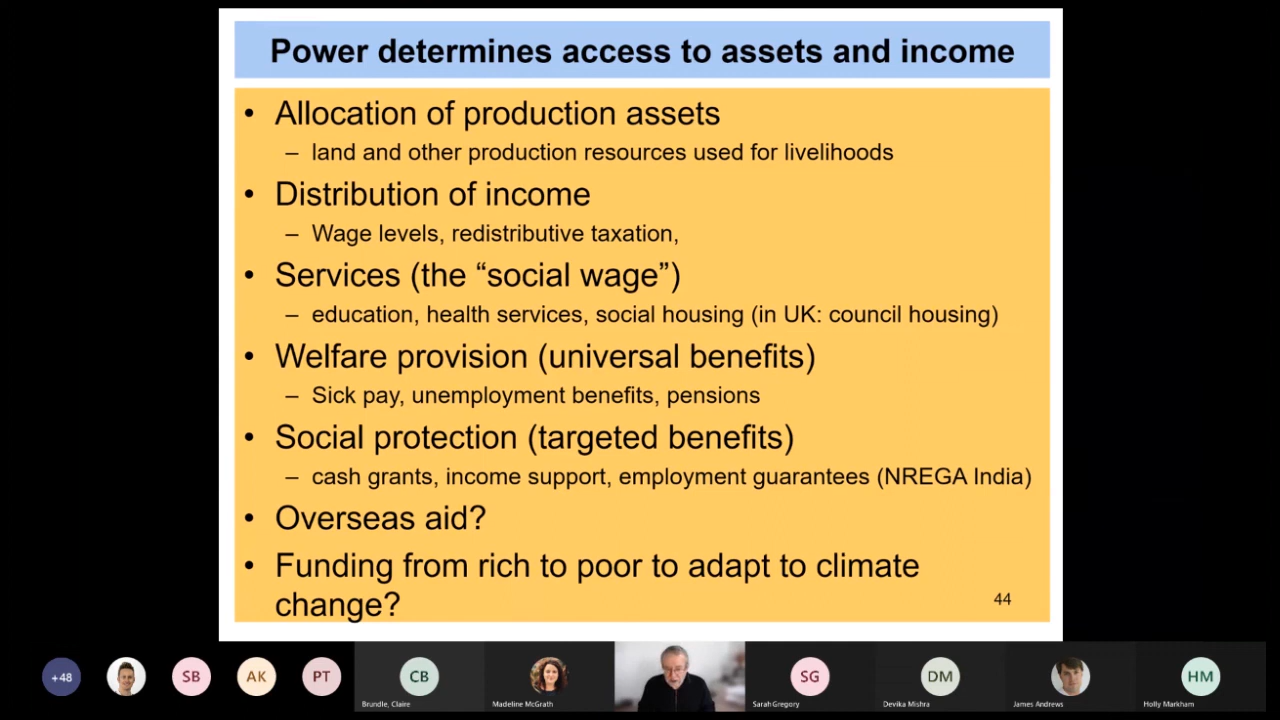 Power determines access to assets and income
• Allocation of production assets
– land and other production resources used for livelihoods
• Distribution of income
– Wage levels, redistributive taxation,
• Services (the “social wage”)
– education, health services, social housing (in UK: council housing)
• Welfare provision (universal benefits)
– Sick pay, unemployment benefits, pensions
• Social protection (targeted benefits)
– cash grants, income support, employment guarantees (NREGA India)
• Overseas aid?
• Funding from rich to poor to adapt to climate
change?
44
+48
SB
AK
PT
CB
SG
DM
HM
Brundle, Claire
Madeline McGrath
Sarah Gregory
Devika Mishra
James Andrews
Holly Markham